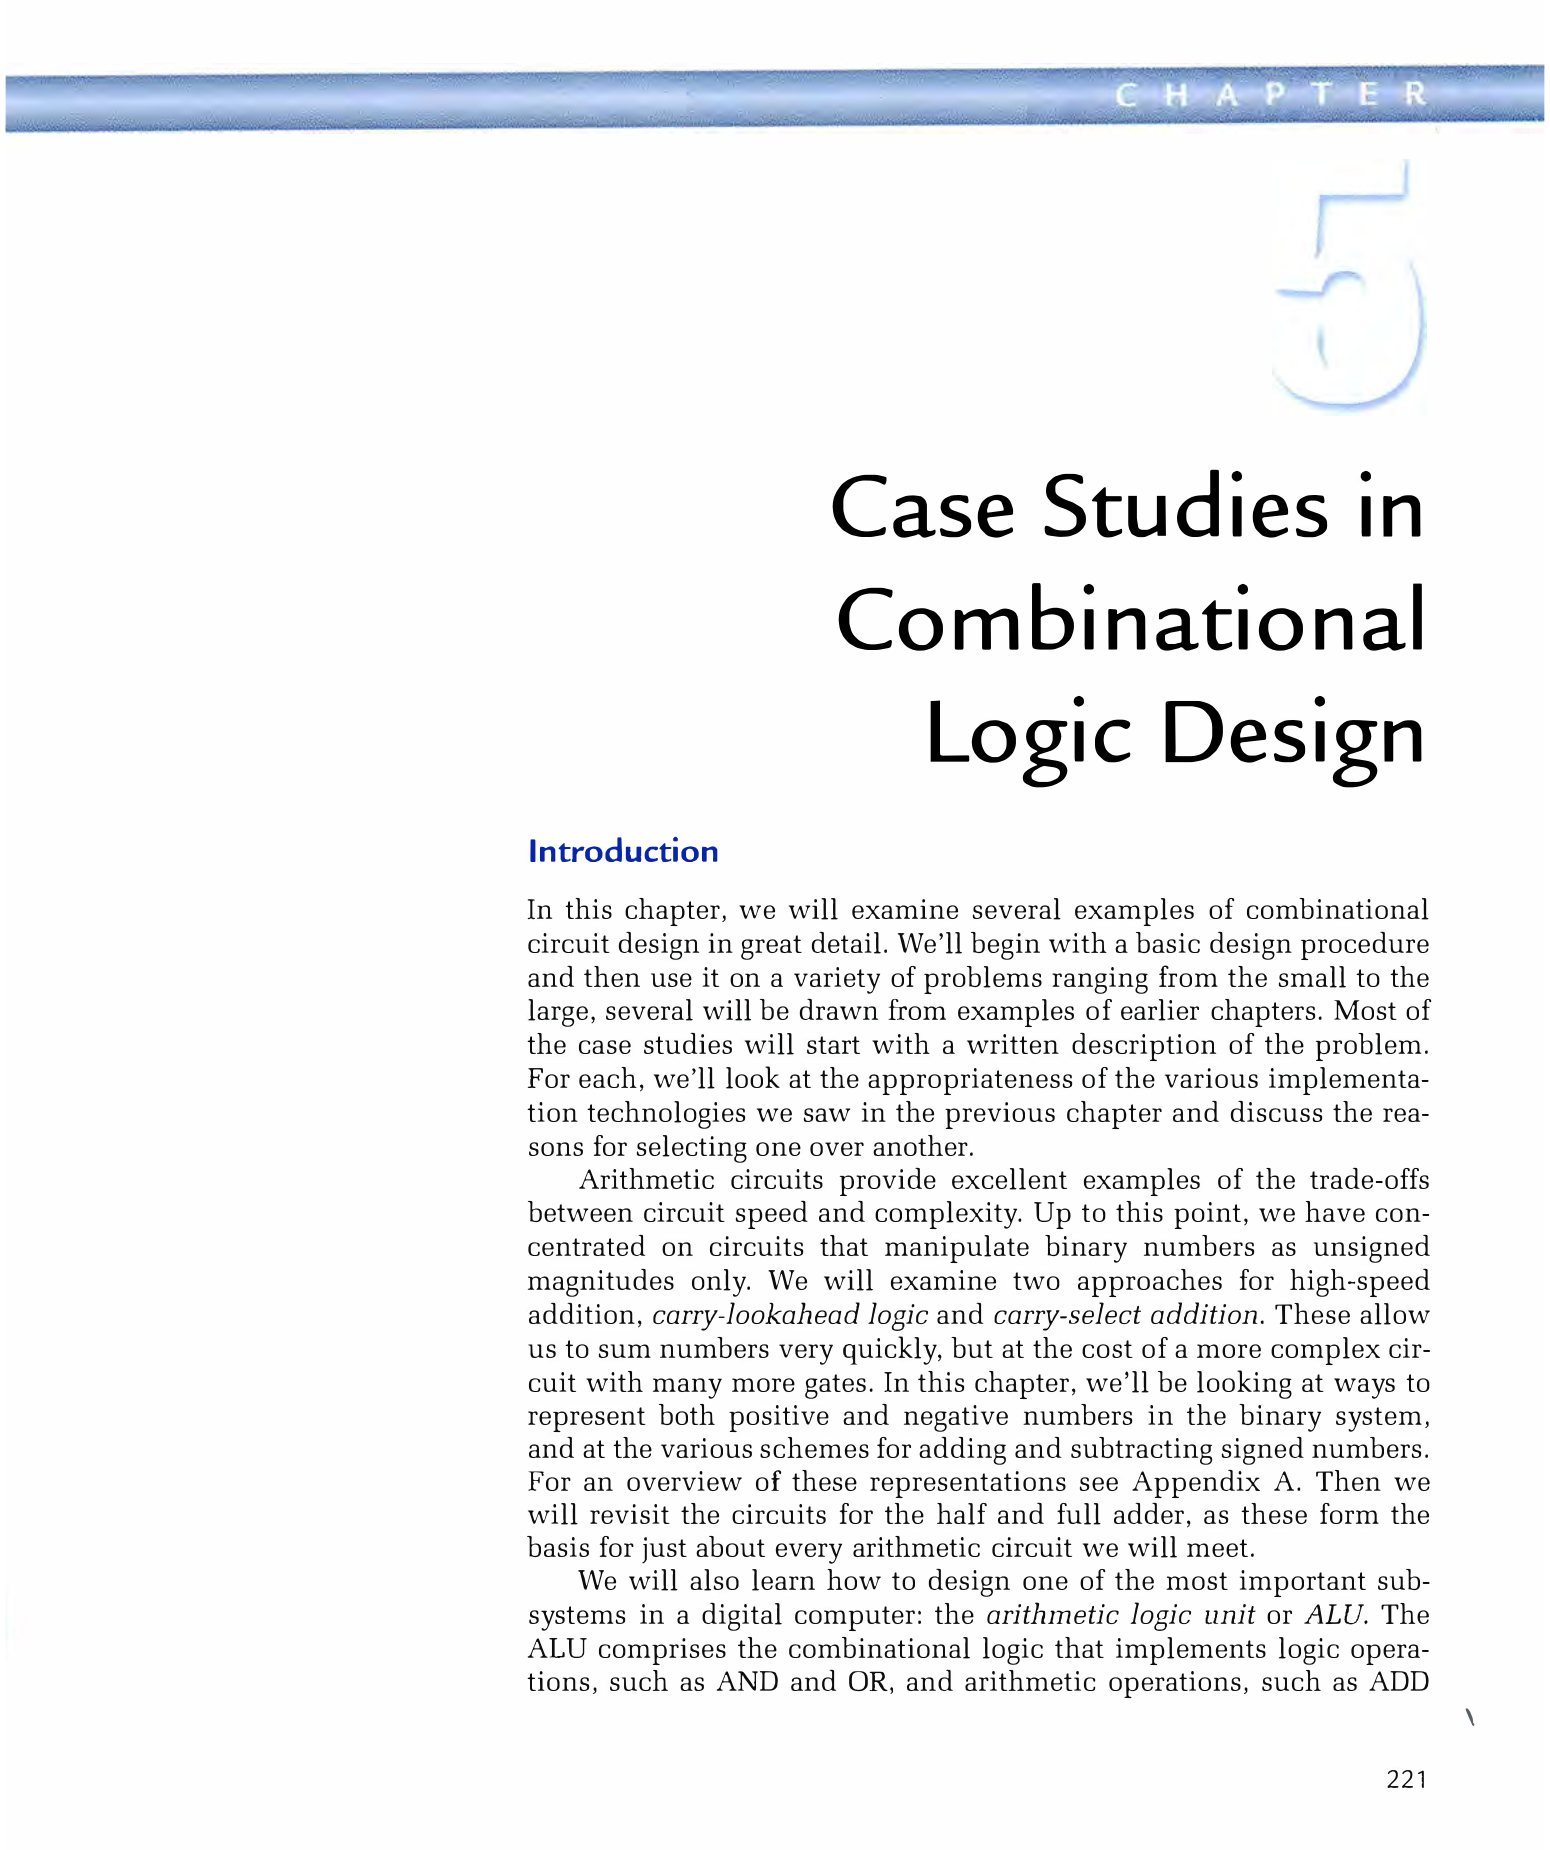 CHAPTER
5
Case Studies in
Combinational
Logic Design
Introduction
In this chapter, we will examine several examples of combinational
circuit design in great detail. We'll begin with a basic design procedure
and then use it on a variety of problems ranging from the small to the
large, several will be drawn from examples of earlier chapters. Most of
the case studies will start with a written description of the problem.
For each, we'll look at the appropriateness of the various implementa-
tion technologies we saw in the previous chapter and discuss the rea-
sons for selecting one over another.
Arithmetic circuits provide excellent examples of the trade-offs
between circuit speed and complexity. Up to this point, we have con-
centrated on circuits that manipulate binary numbers as unsigned
magnitudes only. We will examine two approaches for high-speed
addition, carry-lookahead logic and carry-select addition. These allow
us to sum numbers very quickly, but at the cost of a more complex cir-
cuit with many more gates. In this chapter, we'll be looking at ways to
represent both positive and negative numbers in the binary system,
and at the various schemes for adding and subtracting signed numbers.
For an overview of these representations see Appendix A. Then we
will revisit the circuits for the half and full adder, as these form the
basis for just about every arithmetic circuit we will meet.
We will also learn how to design one of the most important sub-
systems in a digital computer: the arithmetic logic unit or ALU. The
ALU comprises the combinational logic that implements logic opera-
tions, such as AND and OR, and arithmetic operations, such as ADD
221